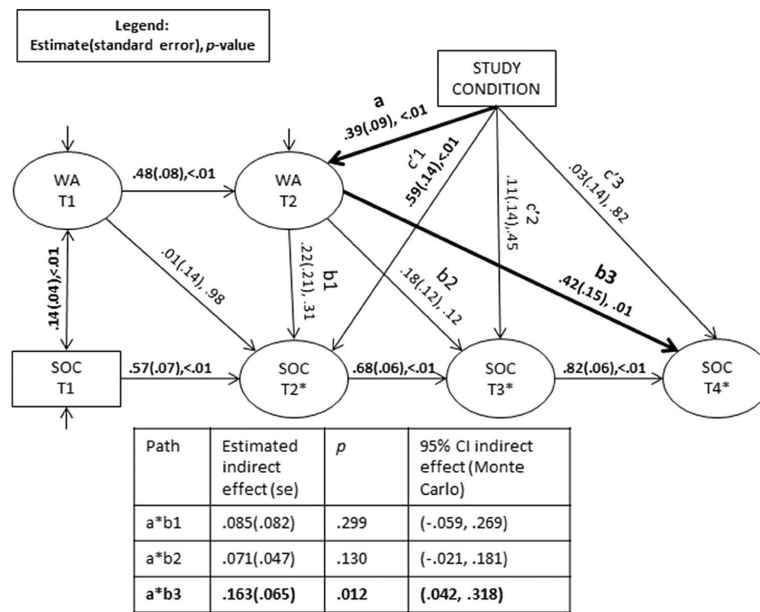 Legend:
Estimate(standard error), p-value
STUDY
CONDITION
a
.39(.09), <.01
c'1
.59(.14),<.01
c'2
.11(.14),.45
c'3
.03(.14), .82
WA
T1
.48(.08),<.01
WA
T2
.14(.04)<.01
.01(.14), .98
.22(.21), .31
b1
.18(.12), .12
b2
b3
.42(.15), .01
SOC
T1
.57(.07),<.01
SOC
T2*
.68(.06),<.01
SOC
T3*
.82(.06),<.01
SOC
T4*
Path
Estimated
indirect
effect (se)
p
95% CI indirect
effect (Monte
Carlo)
a*b1
.085(.082)
.299
(-.059, .269)
a*b2
.071(.047)
.130
(-.021, .181)
a*b3
.163(.065)
.012
(.042, .318)